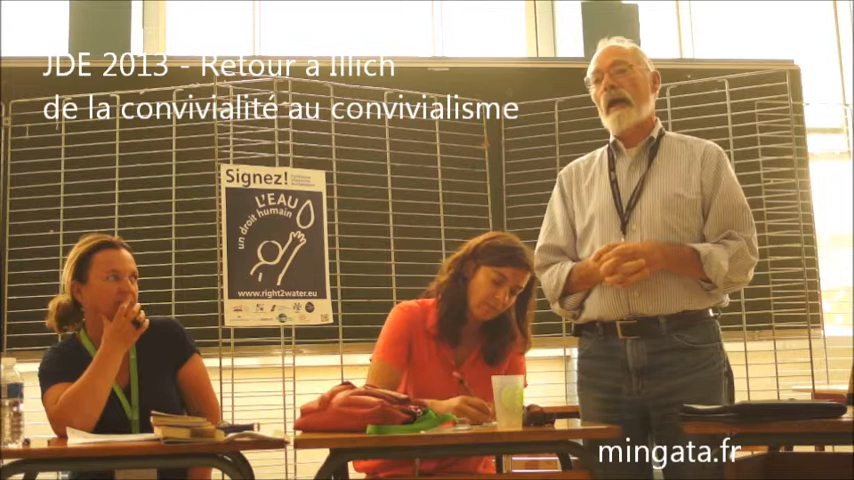 JDE 2013 - Retour à Illich
de la convivialité au convivialisme
Signez!
L'EAU
un droit humain
www.right2water.eu
mingata.fr